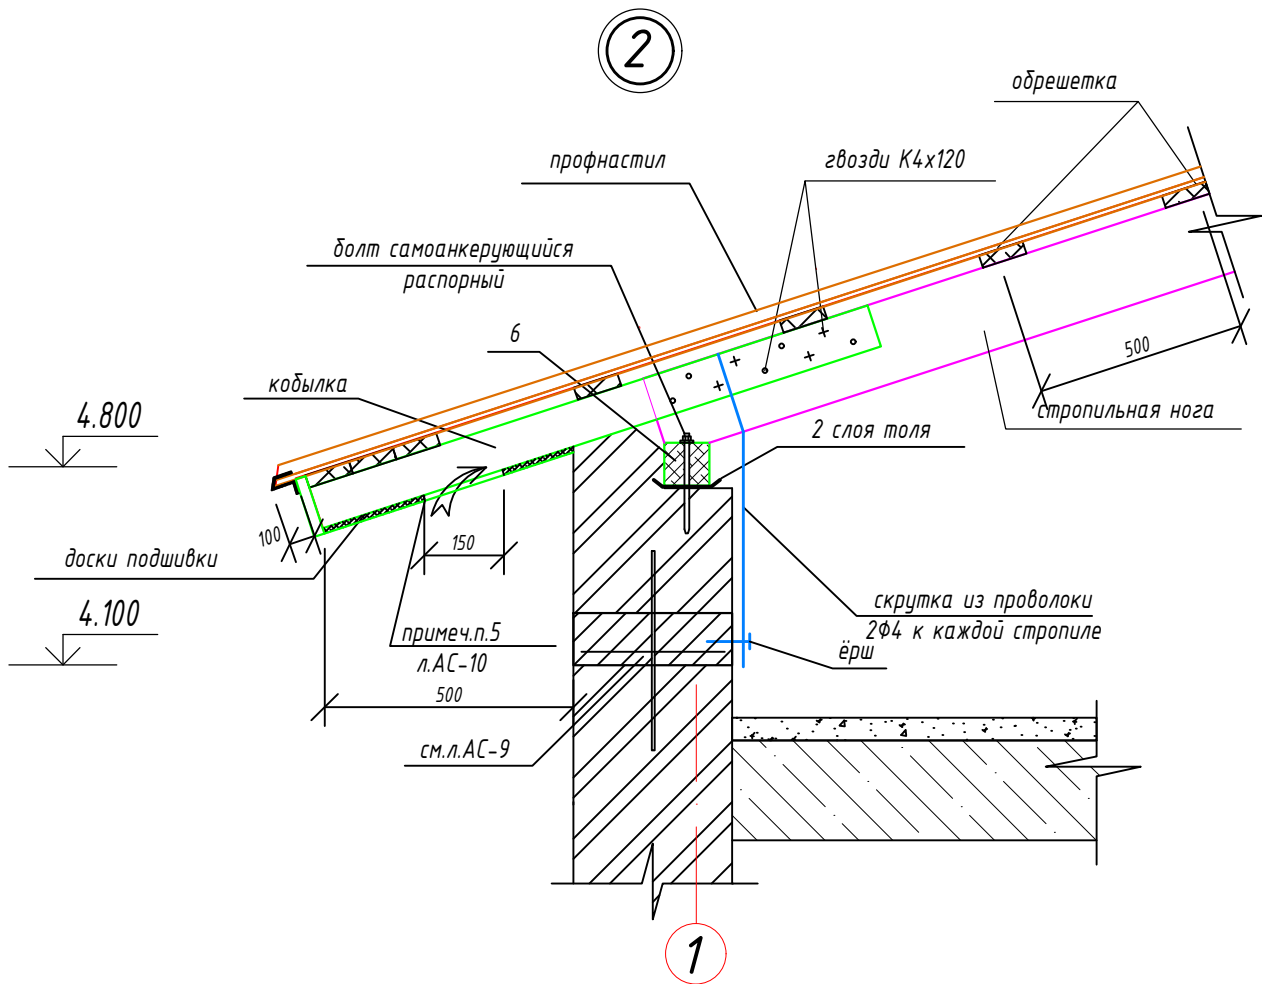 2
обрешетка
профнастил
гвозди К4х120
болт самоанкерующийся
распорный
6
500
кобылка
стропильная нога
4.800
2 слоя толя
100
150
доски подшивки
4.100
скрутка из проволоки
2Ф4 к каждой стропиле
примеч.п.5
л.АС-10
ёрш
500
см.л.АС-9
1